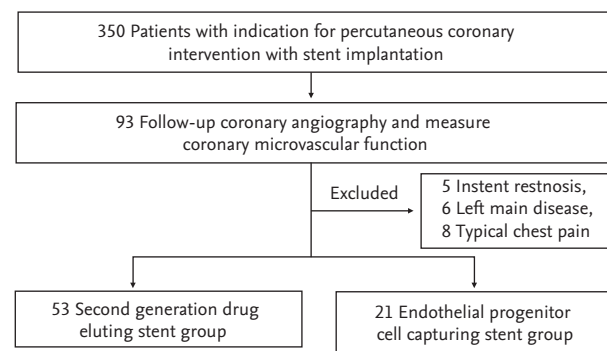 350 Patients with indication for percutaneous coronary
intervention with stent implantation
93 Follow-up coronary angiography and measure
coronary microvascular function
Excluded
5 Instent restnosis,
6 Left main disease,
8 Typical chest pain
53 Second generation drug
eluting stent group
21 Endothelial progenitor
cell capturing stent group